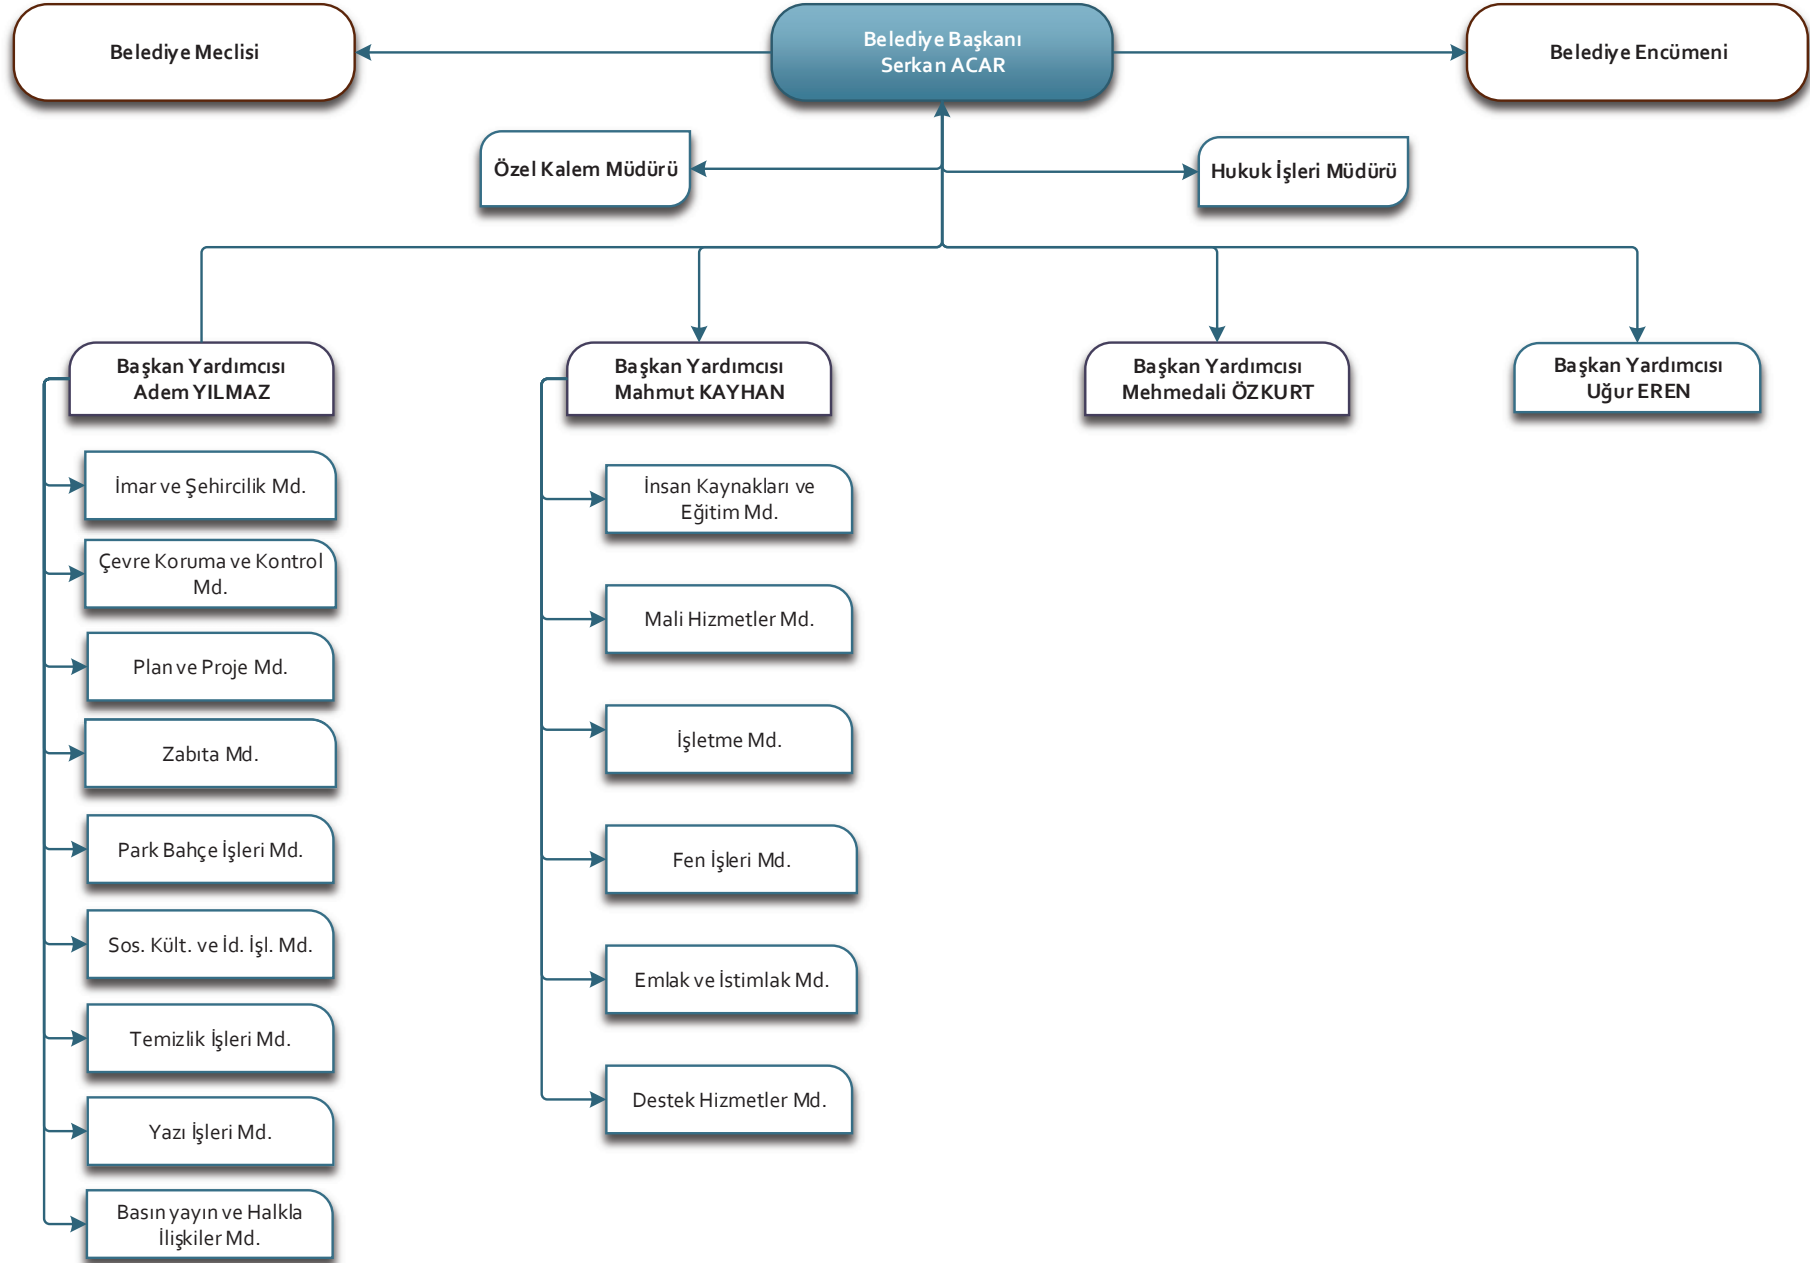 Belediye Meclisi
Belediye Başkanı
Serkan ACAR
Belediye Encümeni
Özel Kalem Müdürü
Hukuk İşleri Müdürü
Başkan Yardımcısı
Adem YILMAZ
Başkan Yardımcısı
Mahmut KAYHAN
Başkan Yardımcısı
Mehmedali ÖZKURT
Başkan Yardımcısı
Uğur EREN
İmar ve Şehircilik Md.
Çevre Koruma ve Kontrol
Md.
Plan ve Proje Md.
Zabıta Md.
Park Bahçe İşleri Md.
Sos. Kült. ve İd. İşl. Md.
Temizlik İşleri Md.
Yazı İşleri Md.
Basın yayın ve Halkla
İlişkiler Md.
İnsan Kaynakları ve
Eğitim Md.
Mali Hizmetler Md.
İşletme Md.
Fen İşleri Md.
Emlak ve İstimlak Md.
Destek Hizmetler Md.